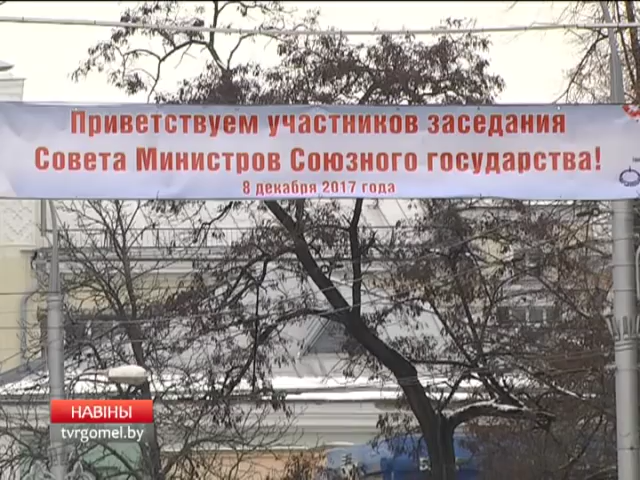 Приветствуем участников заседания
Совета Министров Союзного государства!
8 декабря 2017 года
НАВІНЫ
tvrgomel.by